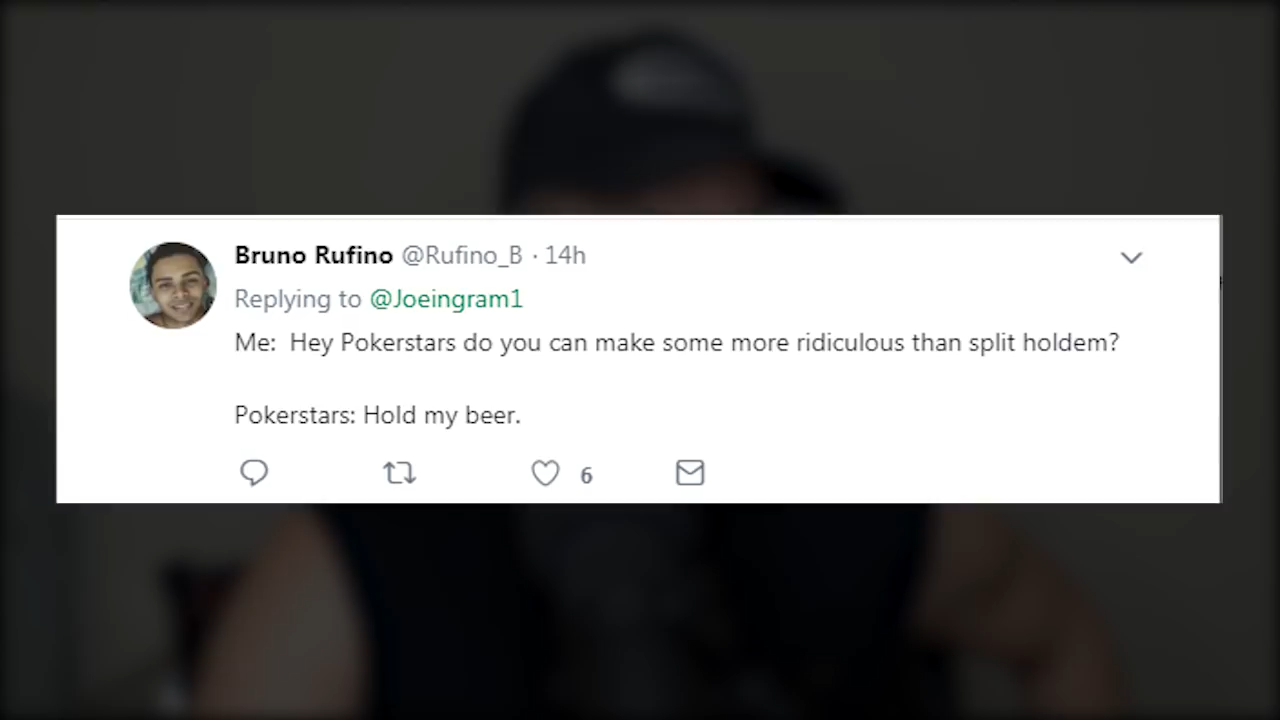 Bruno Rufino @Rufino_B · 14h
Replying to @Joeingram1
Me:  Hey Pokerstars do you can make some more ridiculous than split holdem?
Pokerstars: Hold my beer.
6